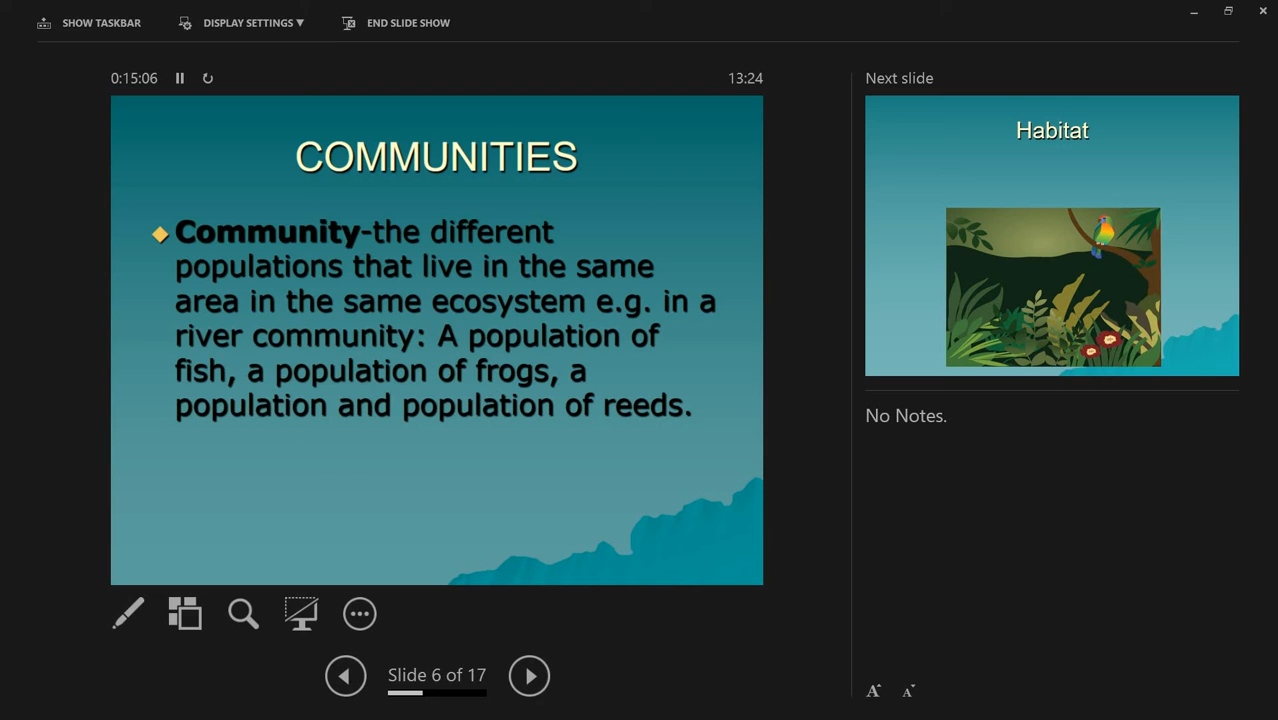 SHOW TASKBAR
DISPLAY SETTINGS ▼
END SLIDE SHOW
0:15:06
13:24
COMMUNITIES
Community-the different
populations that live in the same
area in the same ecosystem e.g. in a
river community: A population of
fish, a population of frogs, a
population and population of reeds.
Slide 6 of 17
Next slide
Habitat
No Notes.
A A